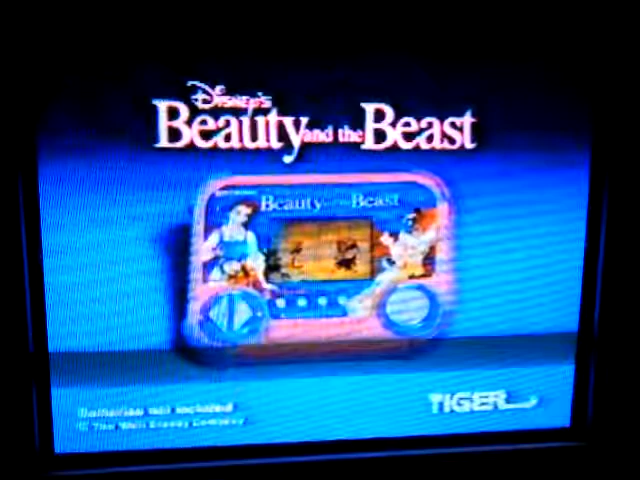 Disney's
Beauty and the Beast
Beauty and the Beast
Batteries not included
© The Walt Disney Company
TIGER